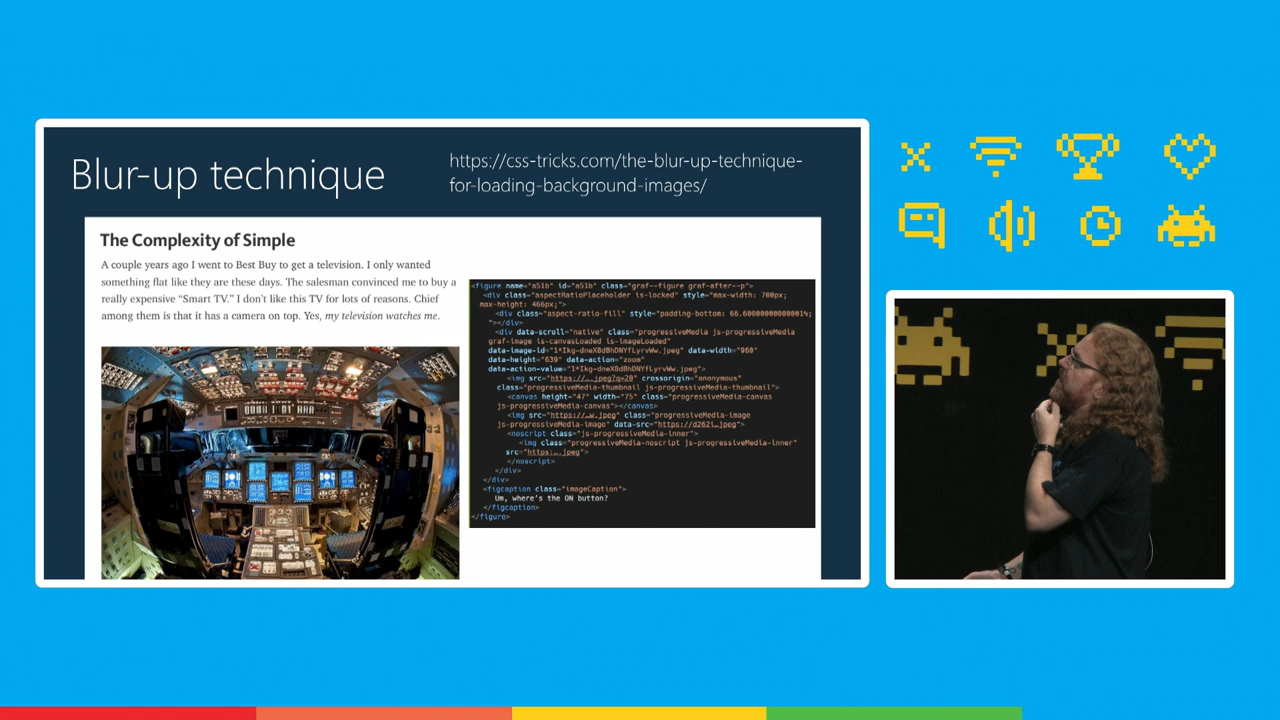 Blur-up technique
https://css-tricks.com/the-blur-up-technique-
for-loading-background-images/
The Complexity of Simple
A couple years ago I went to Best Buy to get a television. I only wanted
something flat like they are these days. The salesman convinced me to buy a
really expensive “Smart TV.” I don't like this TV for lots of reasons. Chief
among them is that it has a camera on top. Yes, my television watches me.
<figure name="a51b" id="a51b" class="graf--figure graf-after--p">
<div class="aspectRatioPlaceholder is-locked" style="max-width: 700px;
max-height: 466px;">
<div class="aspect-ratio-fill" style="padding-bottom: 66.60000000000001%;
"></div>
<div data-scroll="native" class="progressiveMedia js-progressiveMedia
graf-image is-canvasLoaded is-imageLoaded"
data-image-id="1*Ikg-dneX8dBhDNYfLyrvWw.jpeg" data-width="960"
data-height="639" data-action="zoom"
data-action-value="1*Ikg-dneX8dBhDNYfLyrvWw.jpeg">
<img src="https://….jpeg?q=20" crossorigin="anonymous"
class="progressiveMedia-thumbnail js-progressiveMedia-thumbnail">
<canvas height="47" width="75" class="progressiveMedia-canvas
js-progressiveMedia-canvas"></canvas>
<img src="https://…w.jpeg" class="progressiveMedia-image
js-progressiveMedia-image" data-src="https://d262i….jpeg">
<noscript class="js-progressiveMedia-inner">
<img class="progressiveMedia-noscript js-progressiveMedia-inner"
src="https:….jpeg">
</noscript>
</div>
</div>
<figcaption class="imageCaption">
Um, where's the ON button?
</figcaption>
</figure>